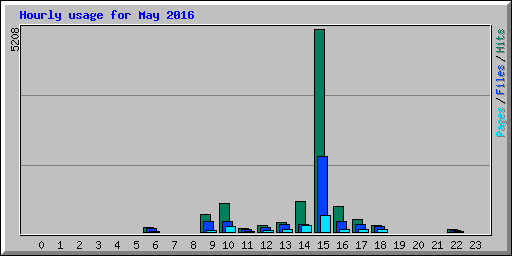 Hourly usage for May 2016
5208
Pages/Files/Hits
0 1 2 3 4 5 6 7 8 9 10 11 12 13 14 15 16 17 18 19 20 21 22 23